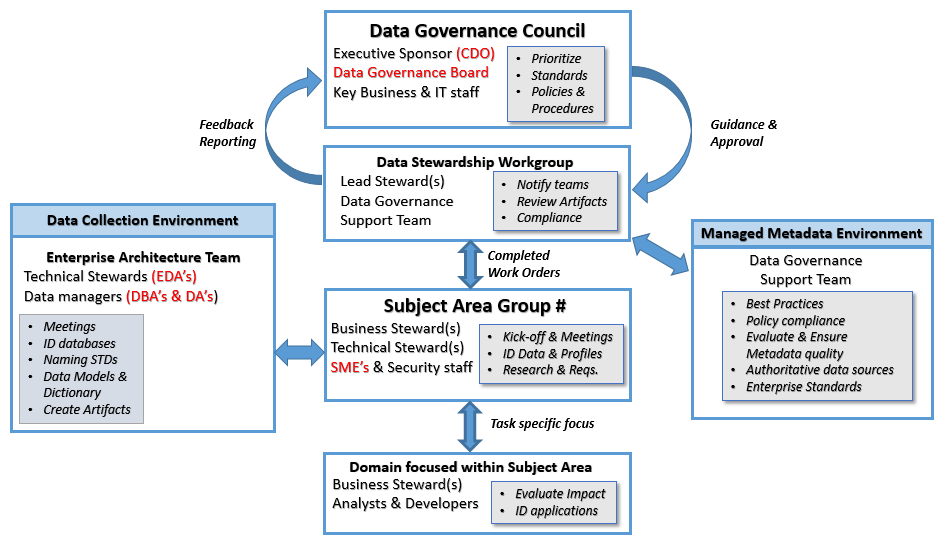 Data Governance Council
Executive Sponsor (CDO)
Data Governance Board
Key Business & IT staff
• Prioritize
• Standards
• Policies &
Procedures
Feedback
Reporting
Guidance &
Approval
Data Stewardship Workgroup
Lead Steward(s)
Data Governance
Support Team
• Notify teams
• Review Artifacts
• Compliance
Data Collection Environment
Enterprise Architecture Team
Technical Stewards (EDA's)
Data managers (DBA's & DA's)
• Meetings
• ID databases
• Naming STDs
• Data Models &
Dictionary
• Create Artifacts
Completed
Work Orders
Managed Metadata Environment
Data Governance
Support Team
• Best Practices
• Policy compliance
• Evaluate & Ensure
Metadata quality
• Authoritative data sources
• Enterprise Standards
Subject Area Group #
Business Steward(s)
Technical Steward(s)
SME's & Security staff
• Kick-off & Meetings
• ID Data & Profiles
• Research & Reqs.
Task specific focus
Domain focused within Subject Area
Business Steward(s)
Analysts & Developers
• Evaluate Impact
• ID applications